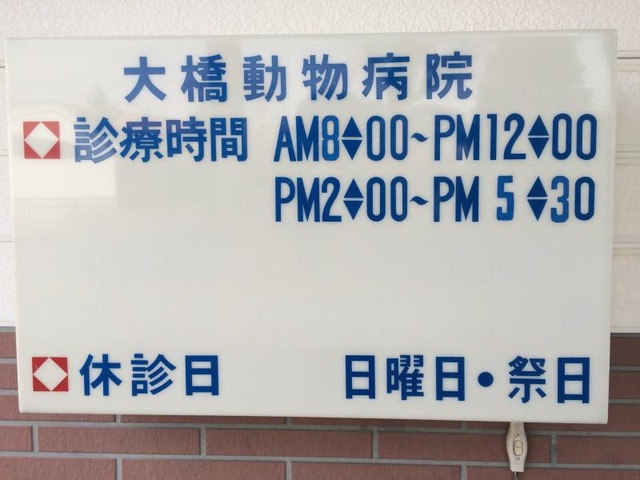 大橋動物病院
診療時間 AM8:00~PM12:00
PM2:00~PM 5:30
休診日 日曜日・祭日